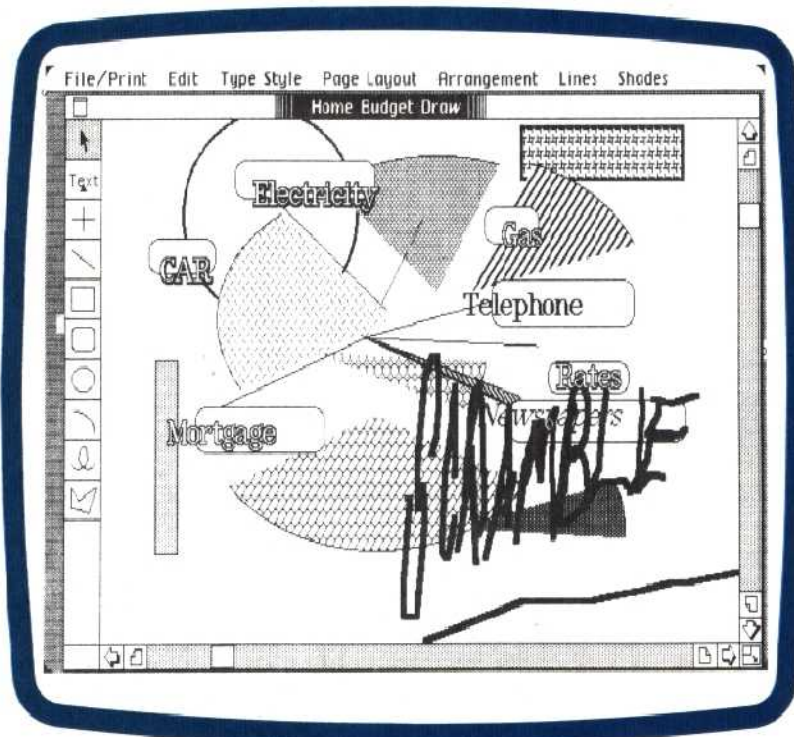 File/Print Edit Type Style Page Layout Arrangement Lines Shades
Home Budget Draw
Text
Electricity
Gas
CAR
Telephone
Rates
Newspapers
Mortgage